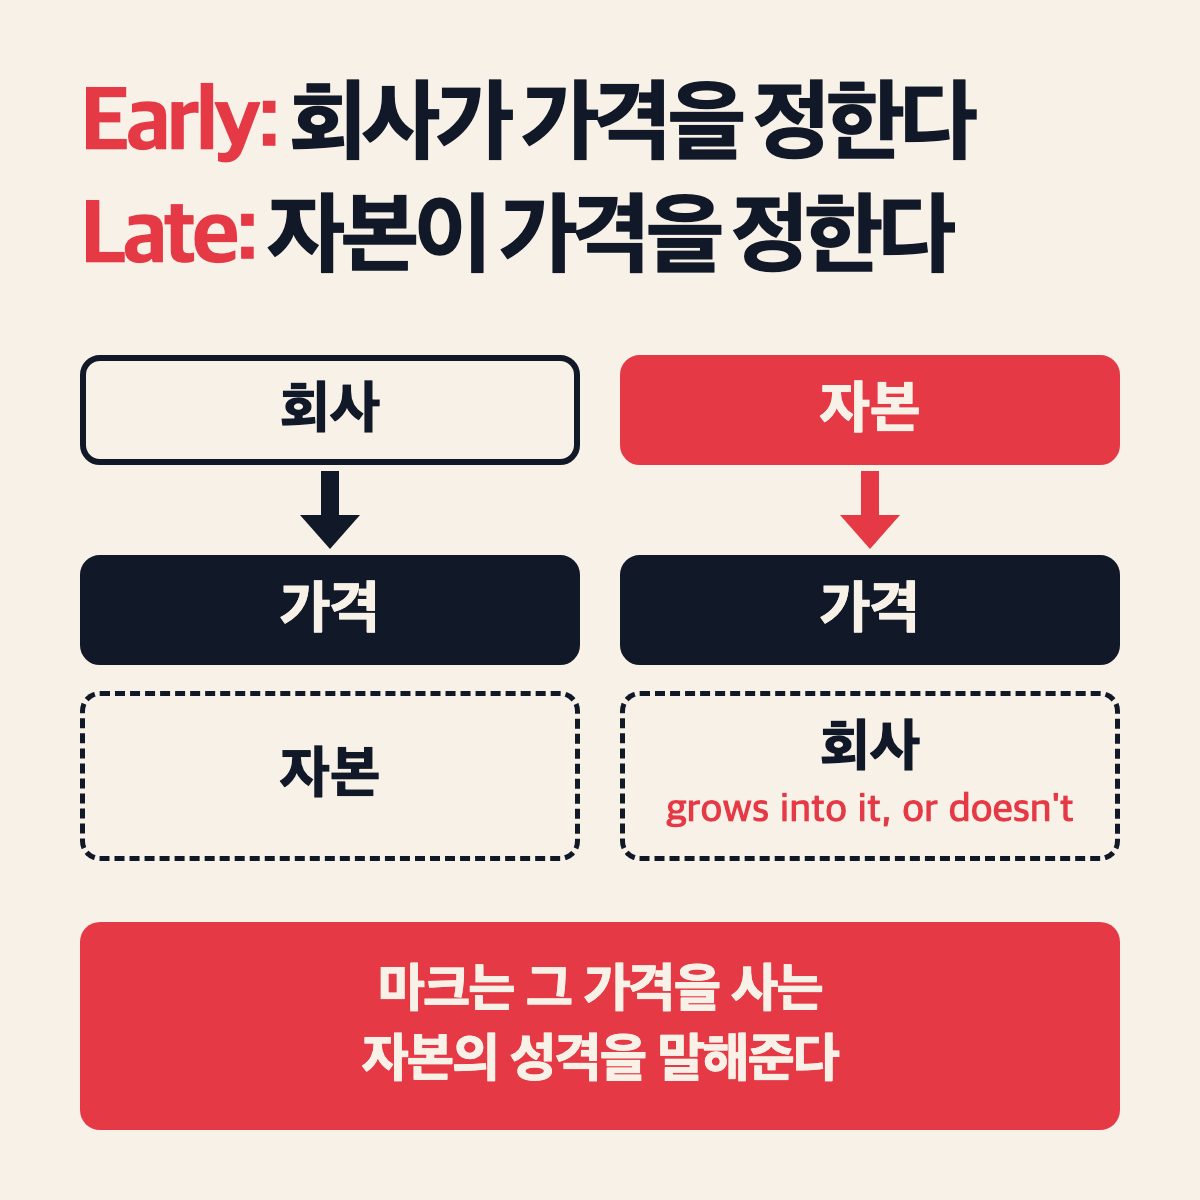 Early: 회사가 가격을 정한다
Late: 자본이 가격을 정한다
회사
자본
가격
가격
자본
회사
grows into it, or doesn't
마크는 그 가격을 사는
자본의 성격을 말해준다